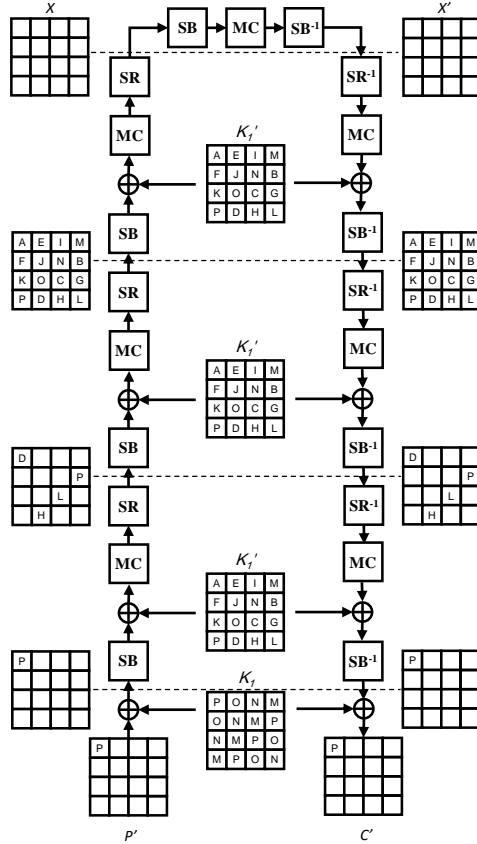 X
SB MC SB⁻¹
X'
SR
SR⁻¹
MC
K₁'
MC
A E I M
F J N B
K O C G
P D H L
SB
SB⁻¹
A E I M
F J N B
K O C G
P D H L
A E I M
F J N B
K O C G
P D H L
SR
SR⁻¹
MC
K₁'
MC
A E I M
F J N B
K O C G
P D H L
SB
SB⁻¹
D
P
L
H
D
P
L
H
SR
SR⁻¹
MC
K₁'
MC
A E I M
F J N B
K O C G
P D H L
SB
SB⁻¹
P
K₁
P
P O N M
O N M P
N M P O
M P O N
P
P
P'
C'